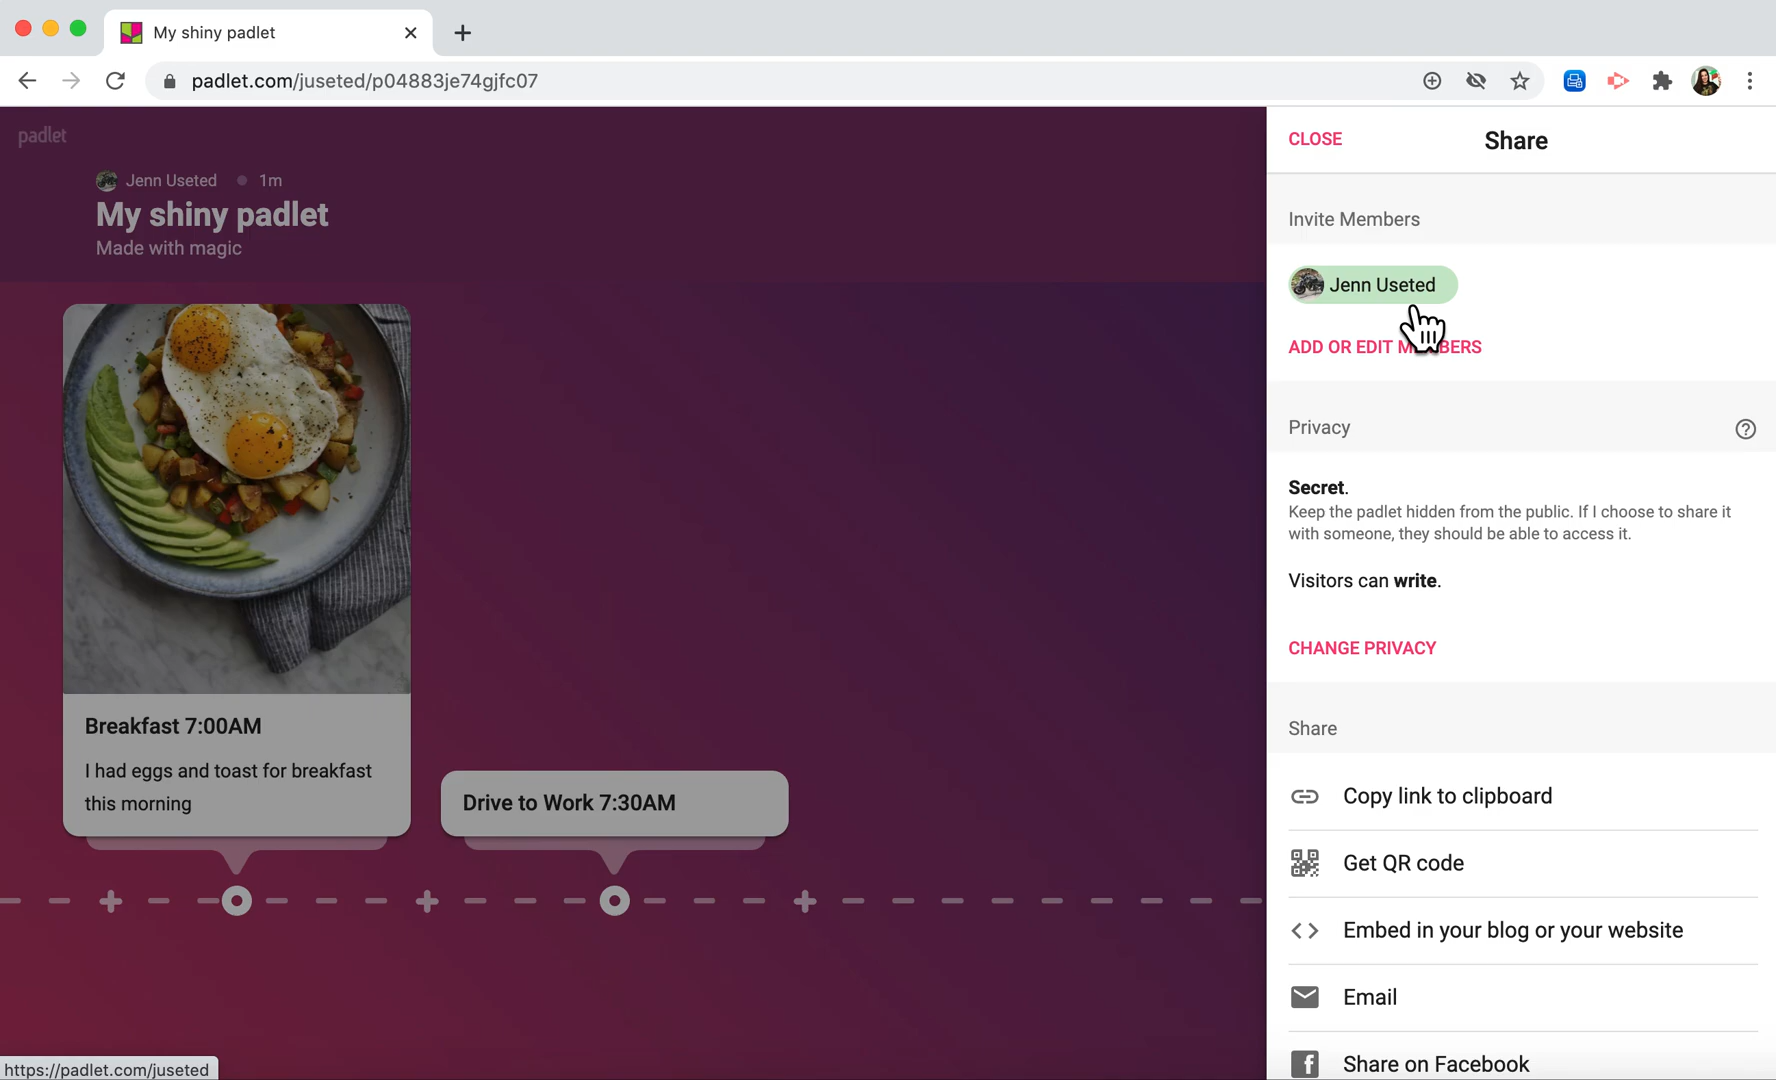 My shiny padlet
padlet.com/juseted/p04883je74gjfc07
padlet
Jenn Useted 1m
My shiny padlet
Made with magic
Breakfast 7:00AM
I had eggs and toast for breakfast
this morning
Drive to Work 7:30AM
https://padlet.com/juseted
CLOSE
Share
Invite Members
Jenn Useted
ADD OR EDIT MEMBERS
Privacy
Secret.
Keep the padlet hidden from the public. If I choose to share it
with someone, they should be able to access it.
Visitors can write.
CHANGE PRIVACY
Share
Copy link to clipboard
Get QR code
Embed in your blog or your website
Email
Share on Facebook